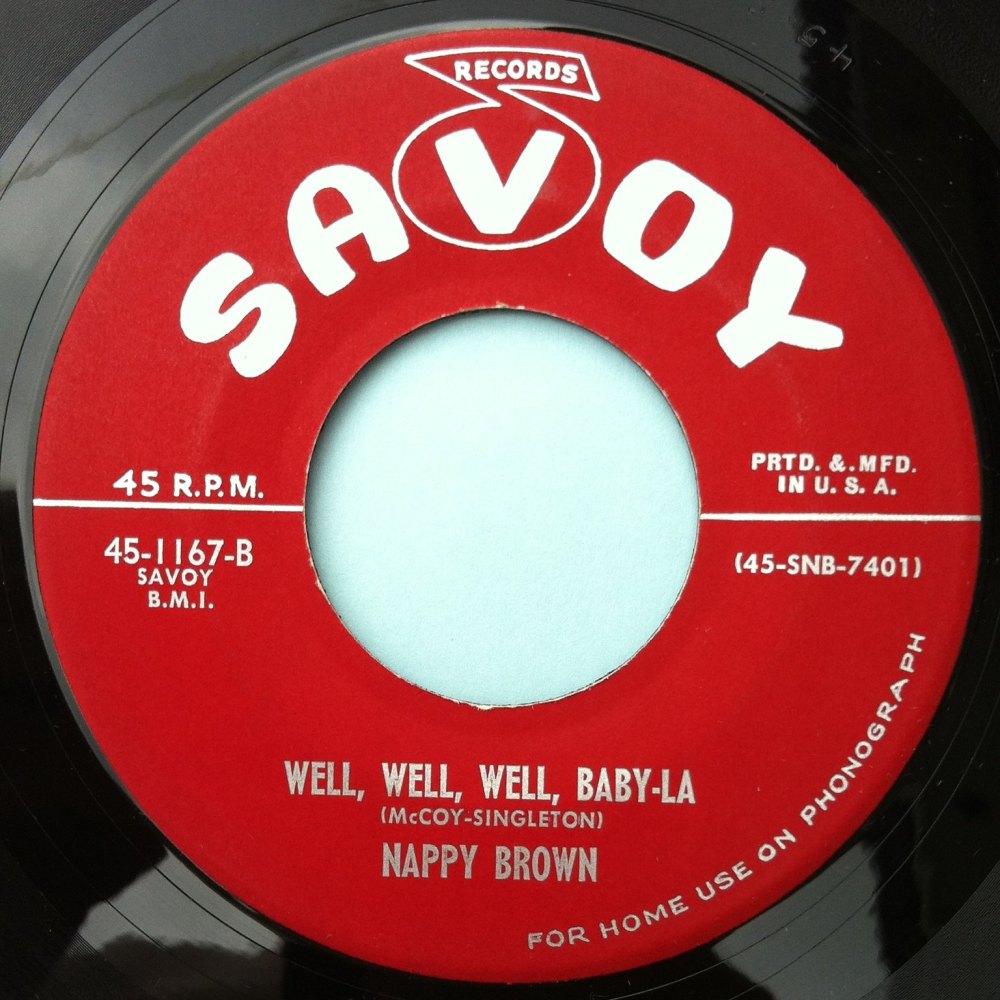 RECORDS
SAVOY
45 R.P.M.
PRTD. &.MFD.
IN U. S. A.
45-1167-B
SAVOY
B.M.I.
(45-SNB-7401)
WELL, WELL, WELL, BABY-LA
(McCOY-SINGLETON)
NAPPY BROWN
FOR HOME USE ON PHONOGRAPH